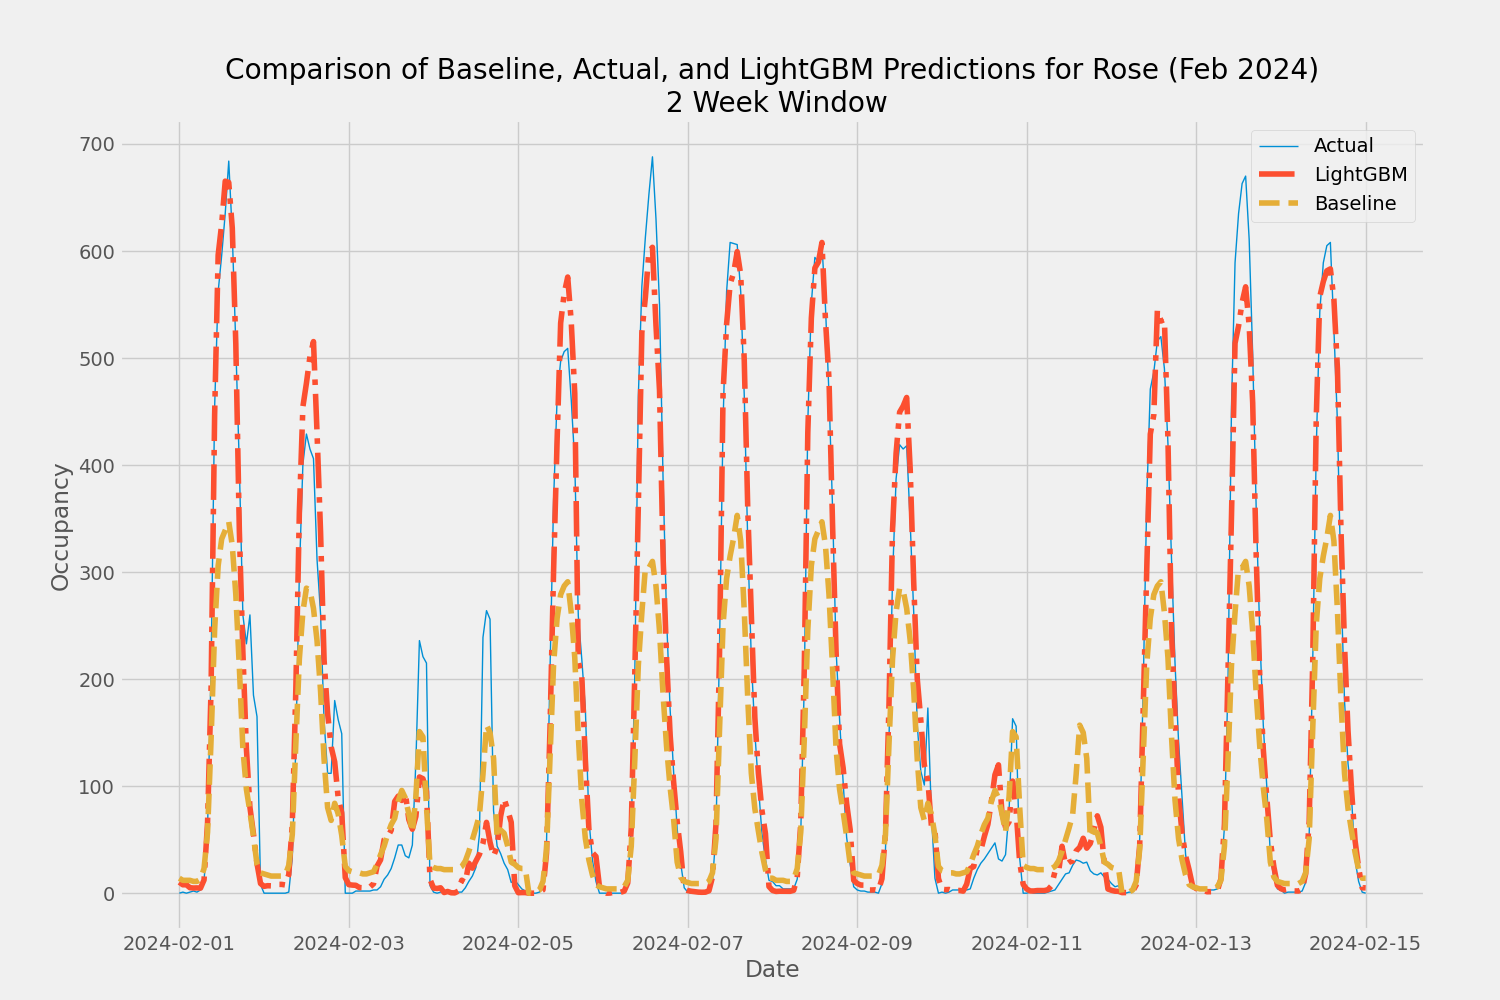 Comparison of Baseline, Actual, and LightGBM Predictions for Rose (Feb 2024)
2 Week Window
Actual
LightGBM
Baseline
700
600
500
400
300
200
100
0
Occupancy
2024-02-01
2024-02-03
2024-02-05
2024-02-07
2024-02-09
2024-02-11
2024-02-13
2024-02-15
Date